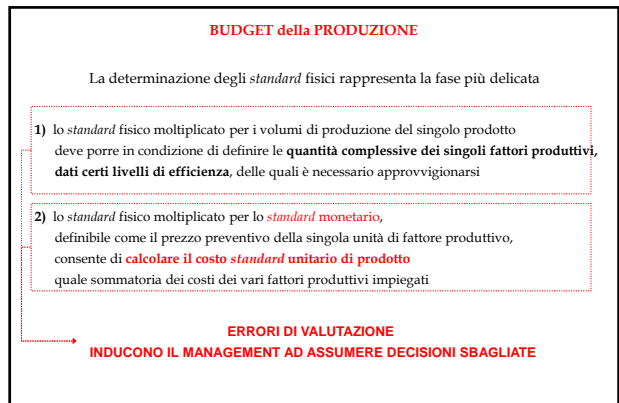 BUDGET della PRODUZIONE
La determinazione degli standard fisici rappresenta la fase più delicata
1) lo standard fisico moltiplicato per i volumi di produzione del singolo prodotto
deve porre in condizione di definire le quantità complessive dei singoli fattori produttivi,
dati certi livelli di efficienza, delle quali è necessario approvvigionarsi
2) lo standard fisico moltiplicato per lo standard monetario,
definibile come il prezzo preventivo della singola unità di fattore produttivo,
consente di calcolare il costo standard unitario di prodotto
quale sommatoria dei costi dei vari fattori produttivi impiegati
ERRORI DI VALUTAZIONE
INDUCONO IL MANAGEMENT AD ASSUMERE DECISIONI SBAGLIATE